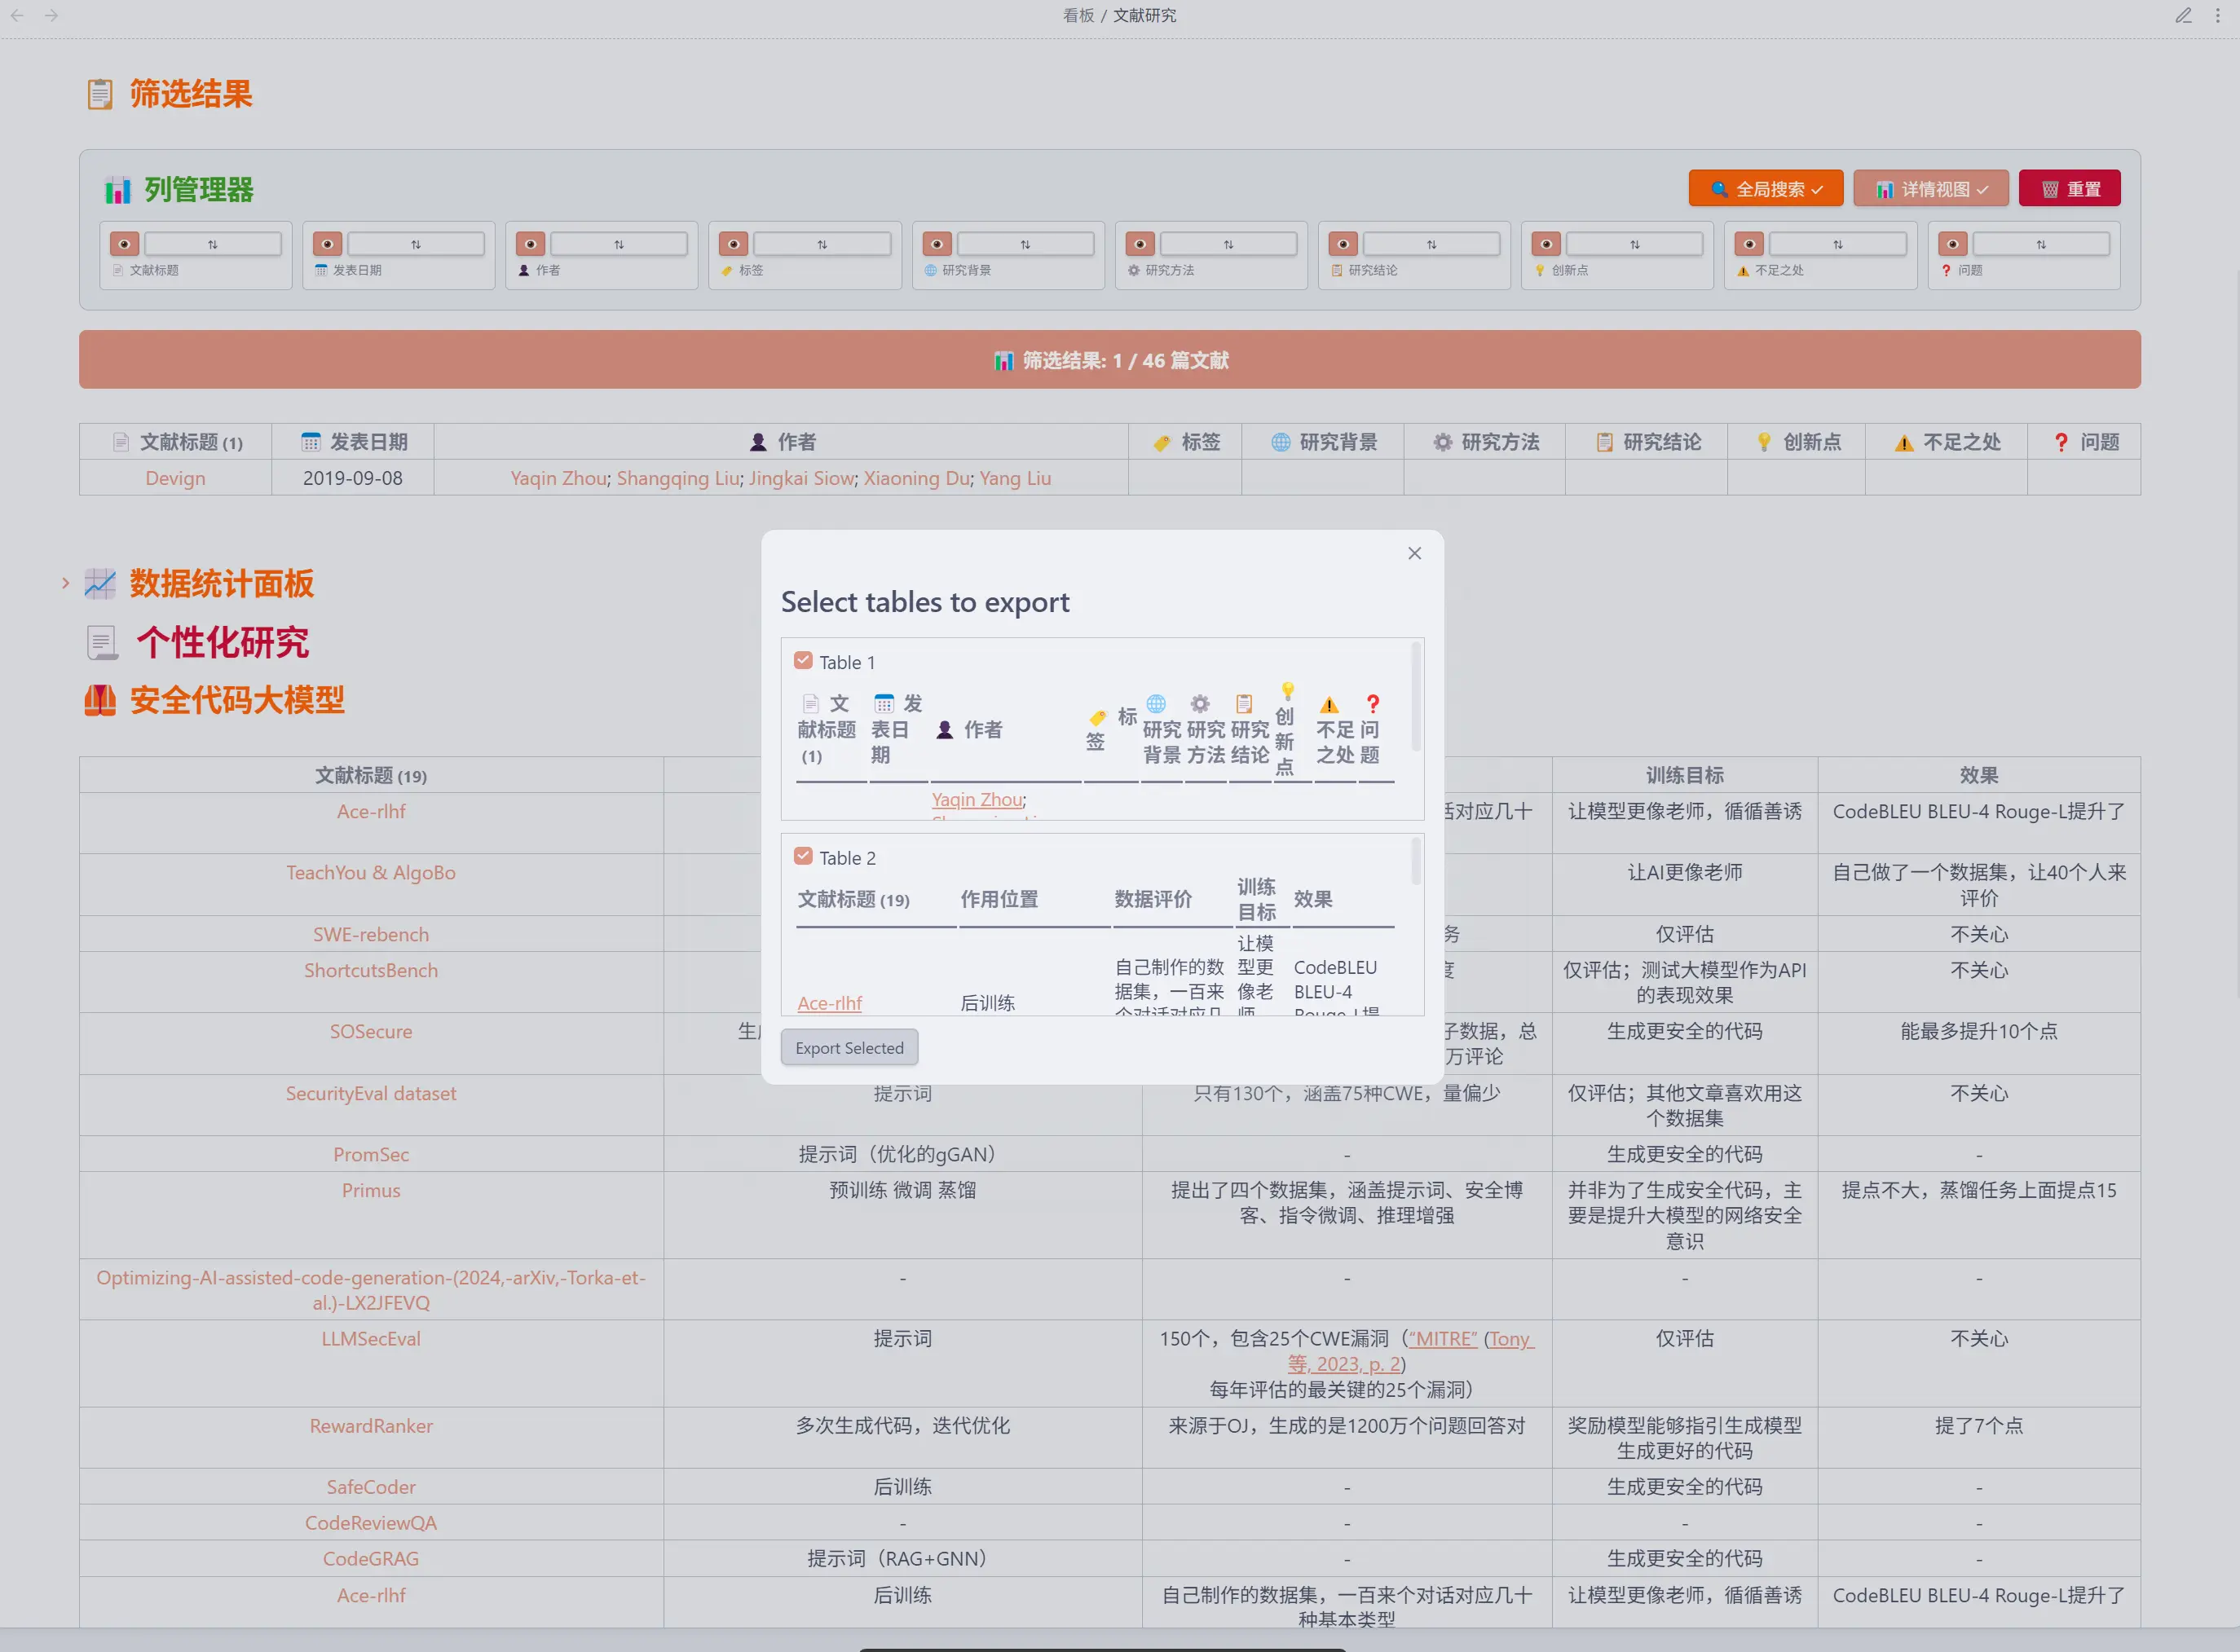 看板 / 文献研究
筛选结果
列管理器
全局搜索 ✓
详情视图 ✓
重置
文献标题
发表日期
作者
标签
研究背景
研究方法
研究结论
创新点
不足之处
问题
筛选结果: 1 / 46 篇文献
文献标题 (1) 发表日期 作者 标签 研究背景 研究方法 研究结论 创新点 不足之处 问题
Devign 2019-09-08 Yaqin Zhou; Shangqing Liu; Jingkai Siow; Xiaoning Du; Yang Liu
数据统计面板
个性化研究
安全代码大模型
Select tables to export
Table 1
文
献标题
(1)
发
表日
期
作者
标
签
研究
背景
研究
方法
研究
结论
创
新
点
不足
之处
问
题
Yaqin Zhou;
Table 2
文献标题 (19) 作用位置 数据评价
训练
目标
效果
Ace-rlhf
后训练
自己制作的数
据集，一百来
让模
型更
像老
CodeBLEU
BLEU-4
Export Selected
文献标题 (19) 训练目标 效果
Ace-rlhf 话对应几十 让模型更像老师，循循善诱 CodeBLEU BLEU-4 Rouge-L提升了
TeachYou & AlgoBo 让AI更像老师 自己做了一个数据集，让40个人来
评价
SWE-rebench 务 仅评估 不关心
ShortcutsBench 度 仅评估；测试大模型作为API 不关心
的表现效果
SOSecure 生 子数据，总 生成更安全的代码 能最多提升10个点
万评论
SecurityEval dataset 提示词 只有130个，涵盖75种CWE，量偏少 仅评估；其他文章喜欢用这 不关心
个数据集
PromSec 提示词（优化的gGAN） - 生成更安全的代码 -
Primus 预训练 微调 蒸馏 提出了四个数据集，涵盖提示词、安全博 并非为了生成安全代码，主 提点不大，蒸馏任务上面提点15
客、指令微调、推理增强 要是提升大模型的网络安全
意识
Optimizing-AI-assisted-code-generation-(2024,-arXiv,-Torka-et- - - - -
al.)-LX2JFEVQ
LLMSecEval 提示词 150个，包含25个CWE漏洞（“MITRE” (Tony 仅评估 不关心
等, 2023, p. 2)
每年评估的最关键的25个漏洞）
RewardRanker 多次生成代码，迭代优化 来源于OJ，生成的是1200万个问题回答对 奖励模型能够指引生成模型 提了7个点
生成更好的代码
SafeCoder 后训练 - 生成更安全的代码 -
CodeReviewQA - - - -
CodeGRAG 提示词（RAG+GNN） - 生成更安全的代码 -
Ace-rlhf 后训练 自己制作的数据集，一百来个对话对应几十 让模型更像老师，循循善诱 CodeBLEU BLEU-4 Rouge-L提升了
种基本类型